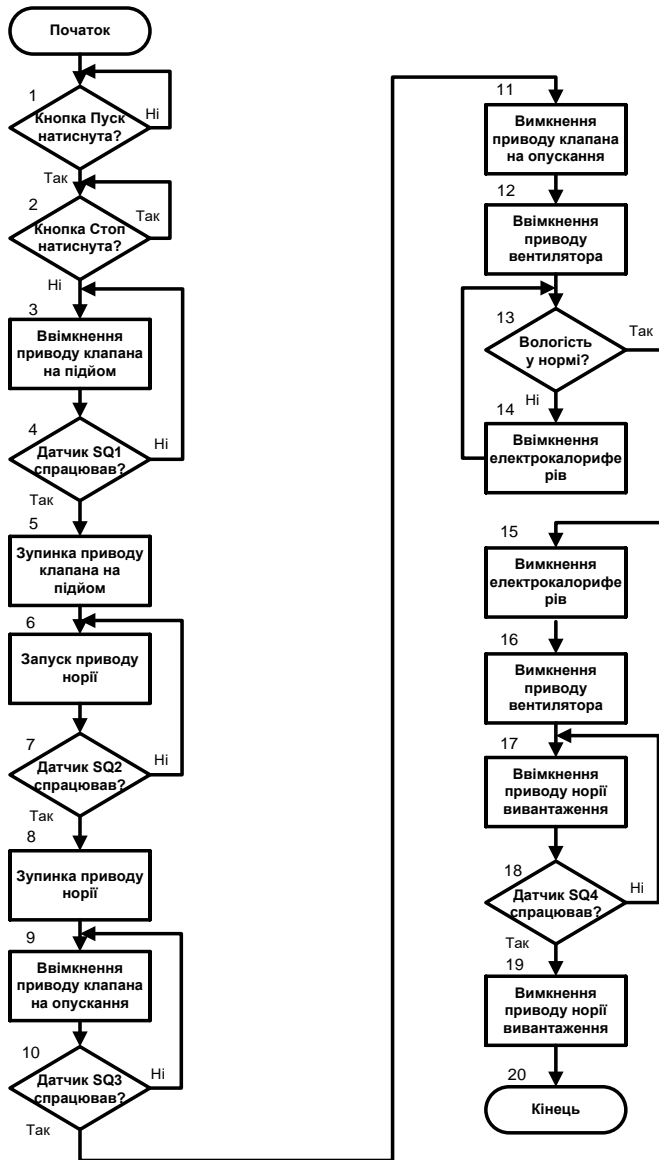 Початок
1
Кнопка Пуск
натиснута?
Ні
Так
2
Кнопка Стоп
натиснута?
Так
Ні
3
Ввімкнення
приводу клапана
на підйом
4
Датчик SQ1
спрацював?
Ні
Так
5
Зупинка приводу
клапана на
підйом
6
Запуск приводу
норії
7
Датчик SQ2
спрацював?
Ні
Так
8
Зупинка приводу
норії
9
Ввімкнення
приводу клапана
на опускання
10
Датчик SQ3
спрацював?
Ні
Так
11
Вимкнення
приводу клапана
на опускання
12
Ввімкнення
приводу
вентилятора
13
Вологість
у нормі?
Так
Ні
14
Ввімкнення
електрокалорифе
рів
15
Вимкнення
електрокалорифе
рів
16
Вимкнення
приводу
вентилятора
17
Ввімкнення
приводу норії
вивантаження
18
Датчик SQ4
спрацював?
Ні
Так
19
Вимкнення
приводу норії
вивантаження
20
Кінець